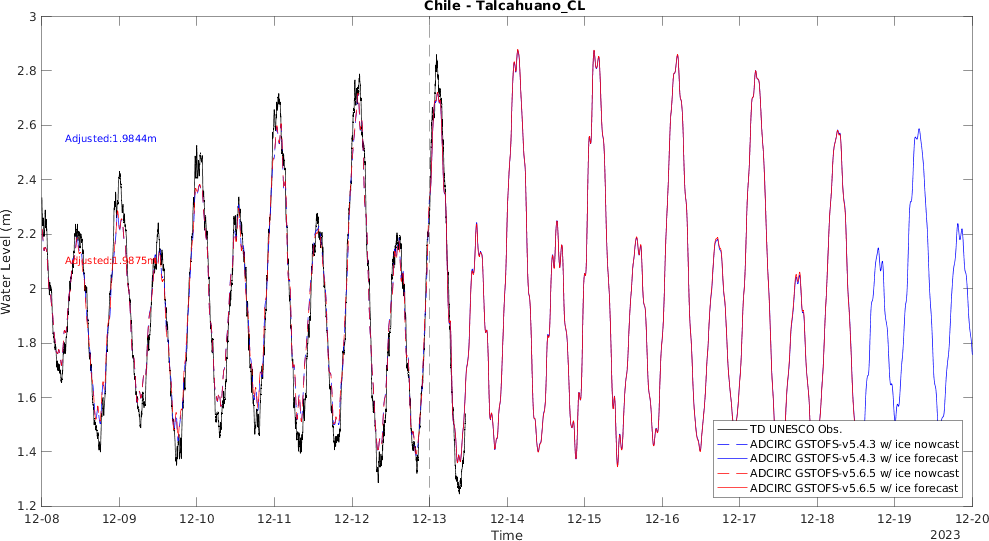 Chile - Talcahuano_CL
3
2.8
2.6
2.4
2.2
2
1.8
1.6
1.4
1.2
Water Level (m)
Adjusted:1.9844m
Adjusted:1.9875m
TD UNESCO Obs.
ADCIRC GSTOFS-v5.4.3 w/ ice nowcast
ADCIRC GSTOFS-v5.4.3 w/ ice forecast
ADCIRC GSTOFS-v5.6.5 w/ ice nowcast
ADCIRC GSTOFS-v5.6.5 w/ ice forecast
12-08 12-09 12-10 12-11 12-12 12-13 12-14 12-15 12-16 12-17 12-18 12-19 12-20
Time
2023